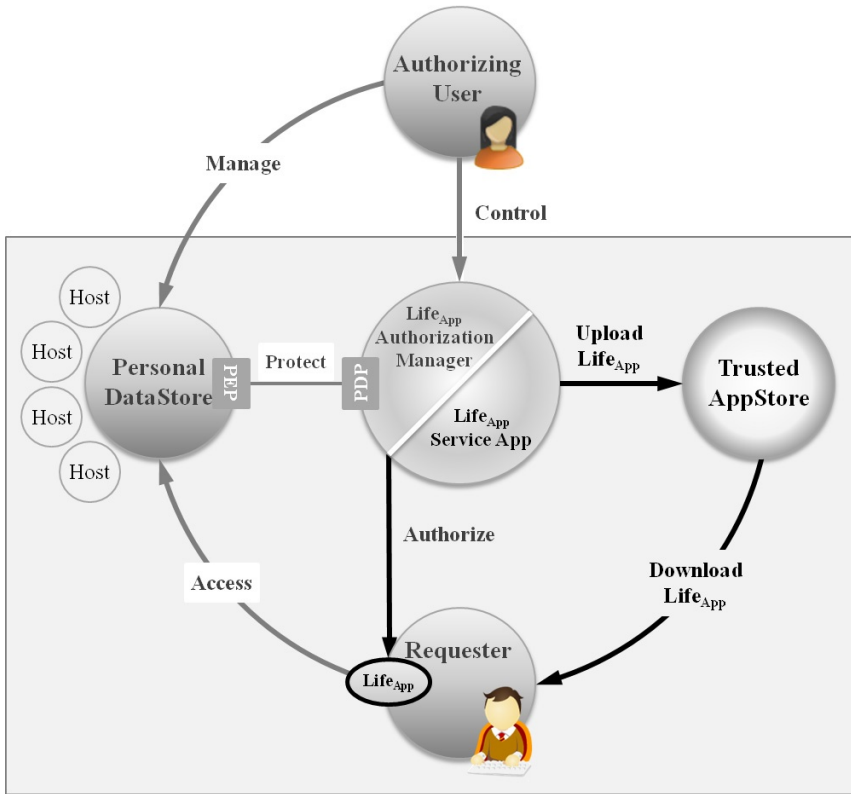 Authorizing
User
Manage
Control
Host
Host
Host
Host
Personal
DataStore
PEP
Protect
PDP
LifeApp
Authorization
Manager
LifeApp
Service App
Upload
LifeApp
Trusted
AppStore
Authorize
Access
Download
LifeApp
Requester
LifeApp